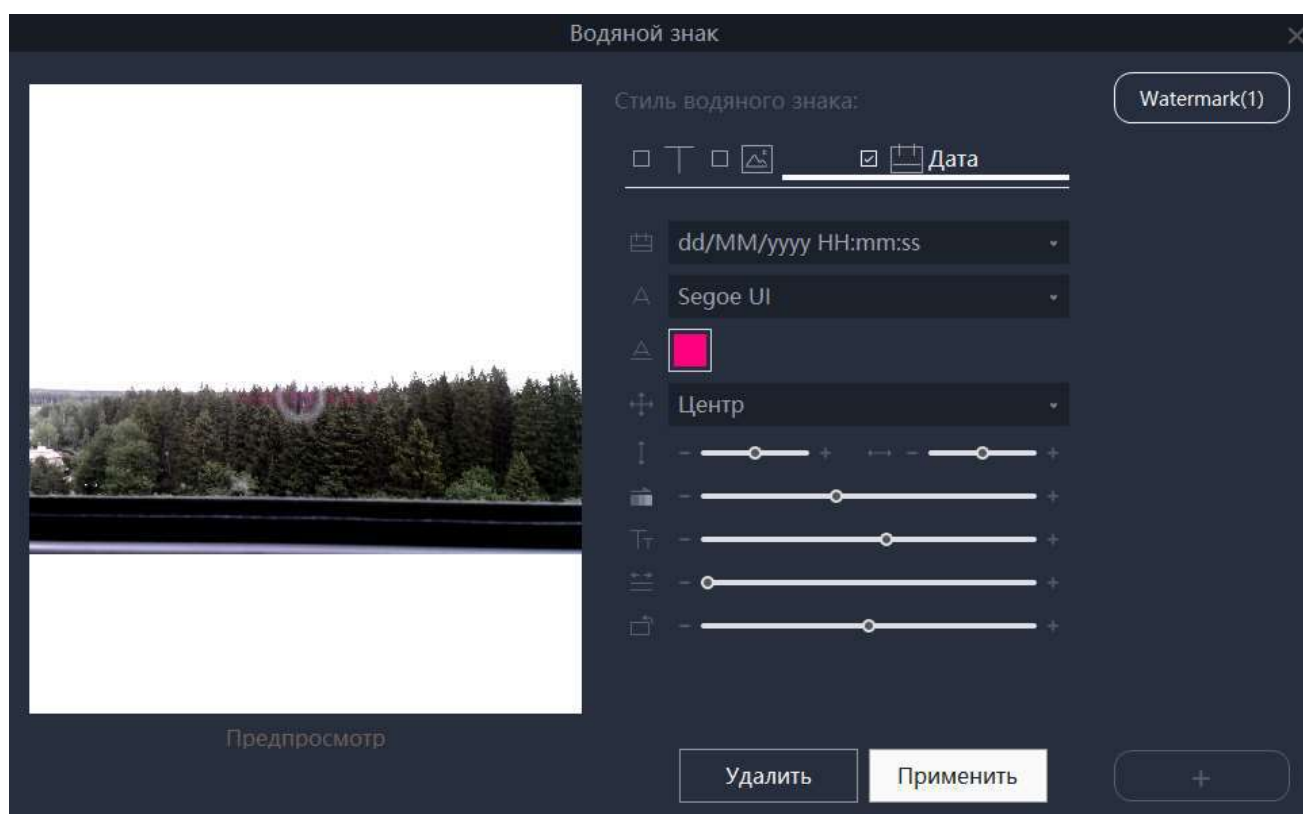 Водяной знак
Стиль водяного знака:
Watermark(1)
Дата
dd/MM/yyyy HH:mm:ss
Segoe UI
Центр
Предпросмотр
Удалить
Применить